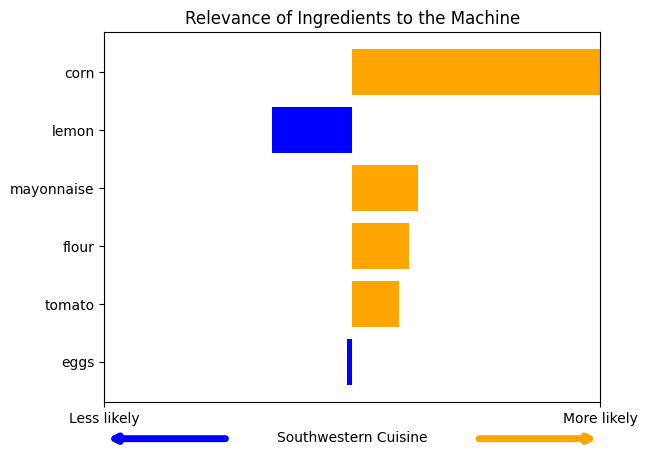 Relevance of Ingredients to the Machine
corn
lemon
mayonnaise
flour
tomato
eggs
Less likely
More likely
Southwestern Cuisine